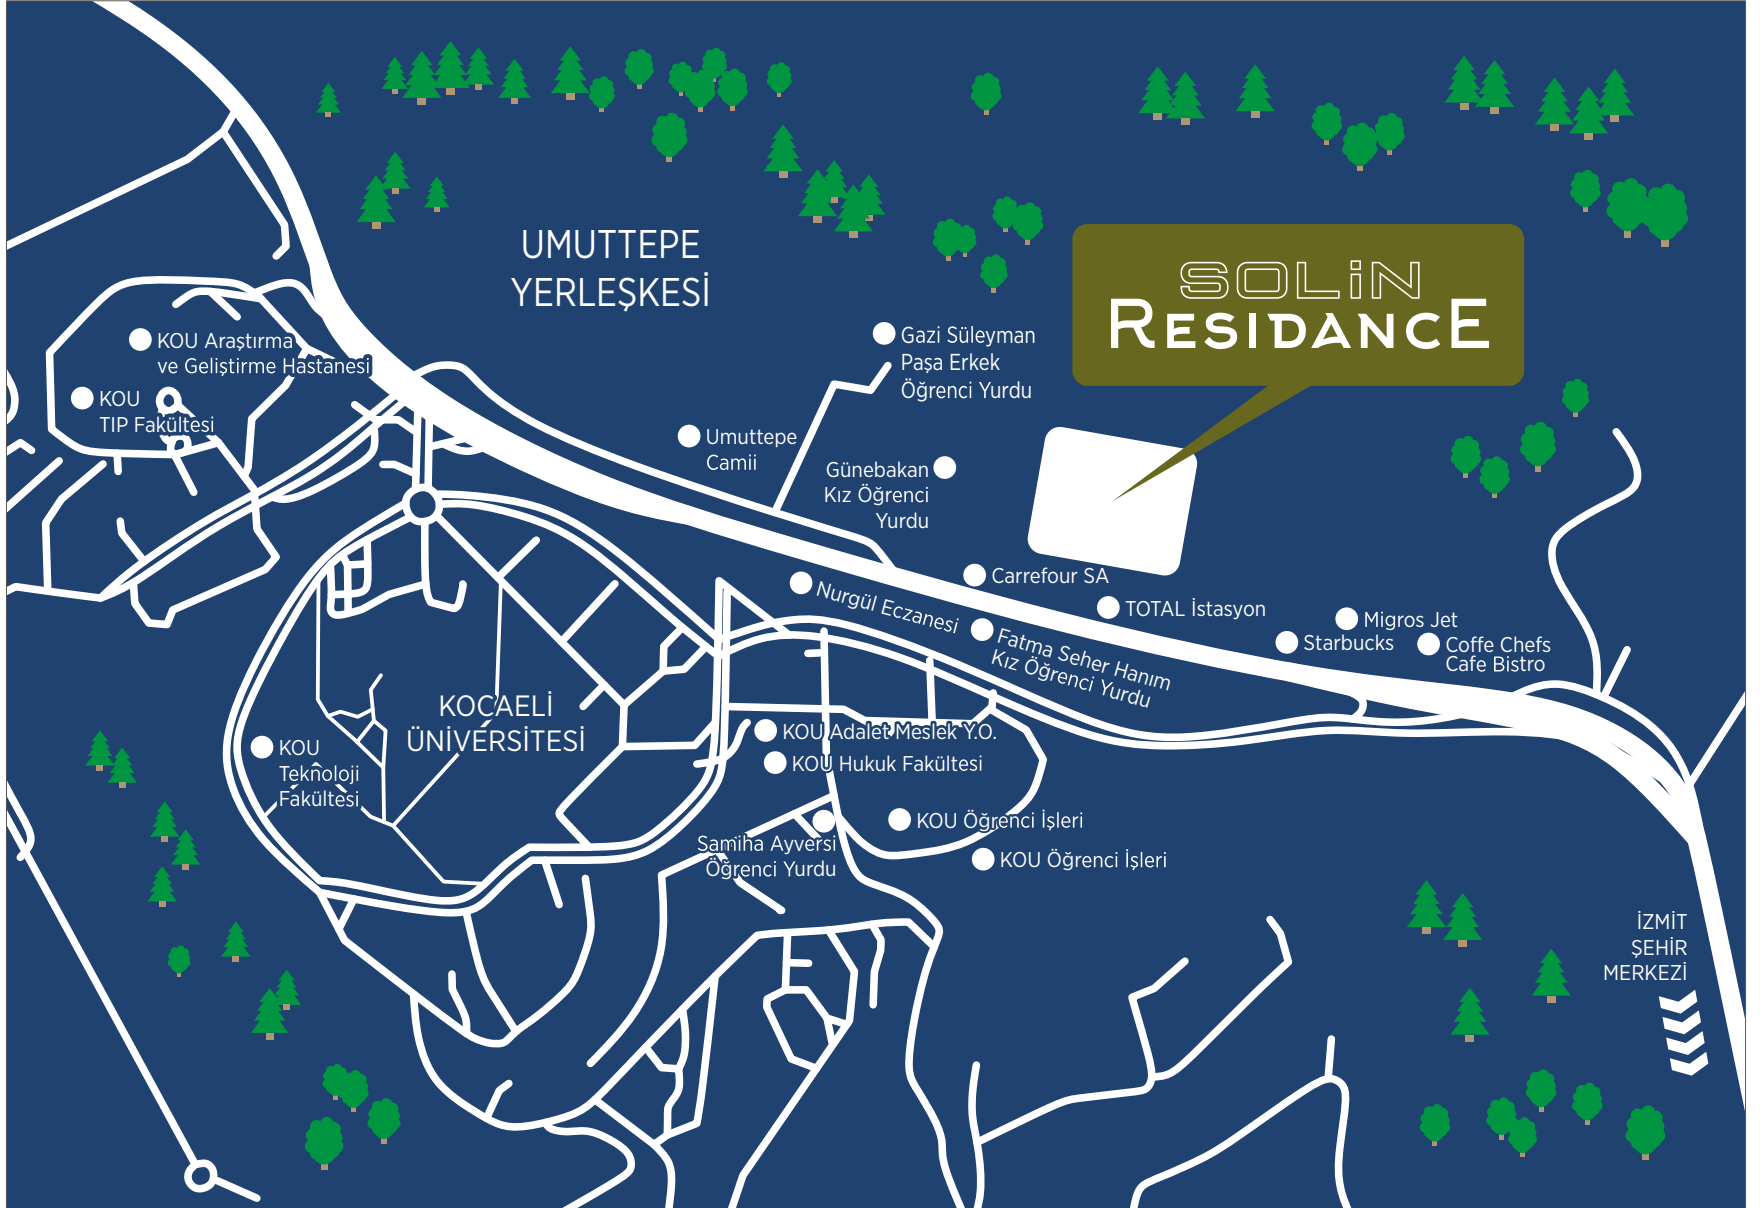 UMUTTEPE
YERLEŞKESİ
SOLiN
RESIDANCE
KOU Araştırma
ve Geliştirme Hastanesi
KOU
TIP Fakültesi
Gazi Süleyman
Paşa Erkek
Öğrenci Yurdu
Umuttepe
Camii
Günebakan
Kız Öğrenci
Yurdu
Carrefour SA
Nurgül Eczanesi
TOTAL İstasyon
Fatma Seher Hanım
Kız Öğrenci Yurdu
Migros Jet
Starbucks
Coffe Chefs
Cafe Bistro
KOCAELİ
ÜNİVERSİTESİ
KOU
Teknoloji
Fakültesi
KOU Adalet Meslek Y.O.
KOU Hukuk Fakültesi
KOU Öğrenci İşleri
Samiha Ayversi
Öğrenci Yurdu
KOU Öğrenci İşleri
İZMİT
ŞEHİR
MERKEZİ